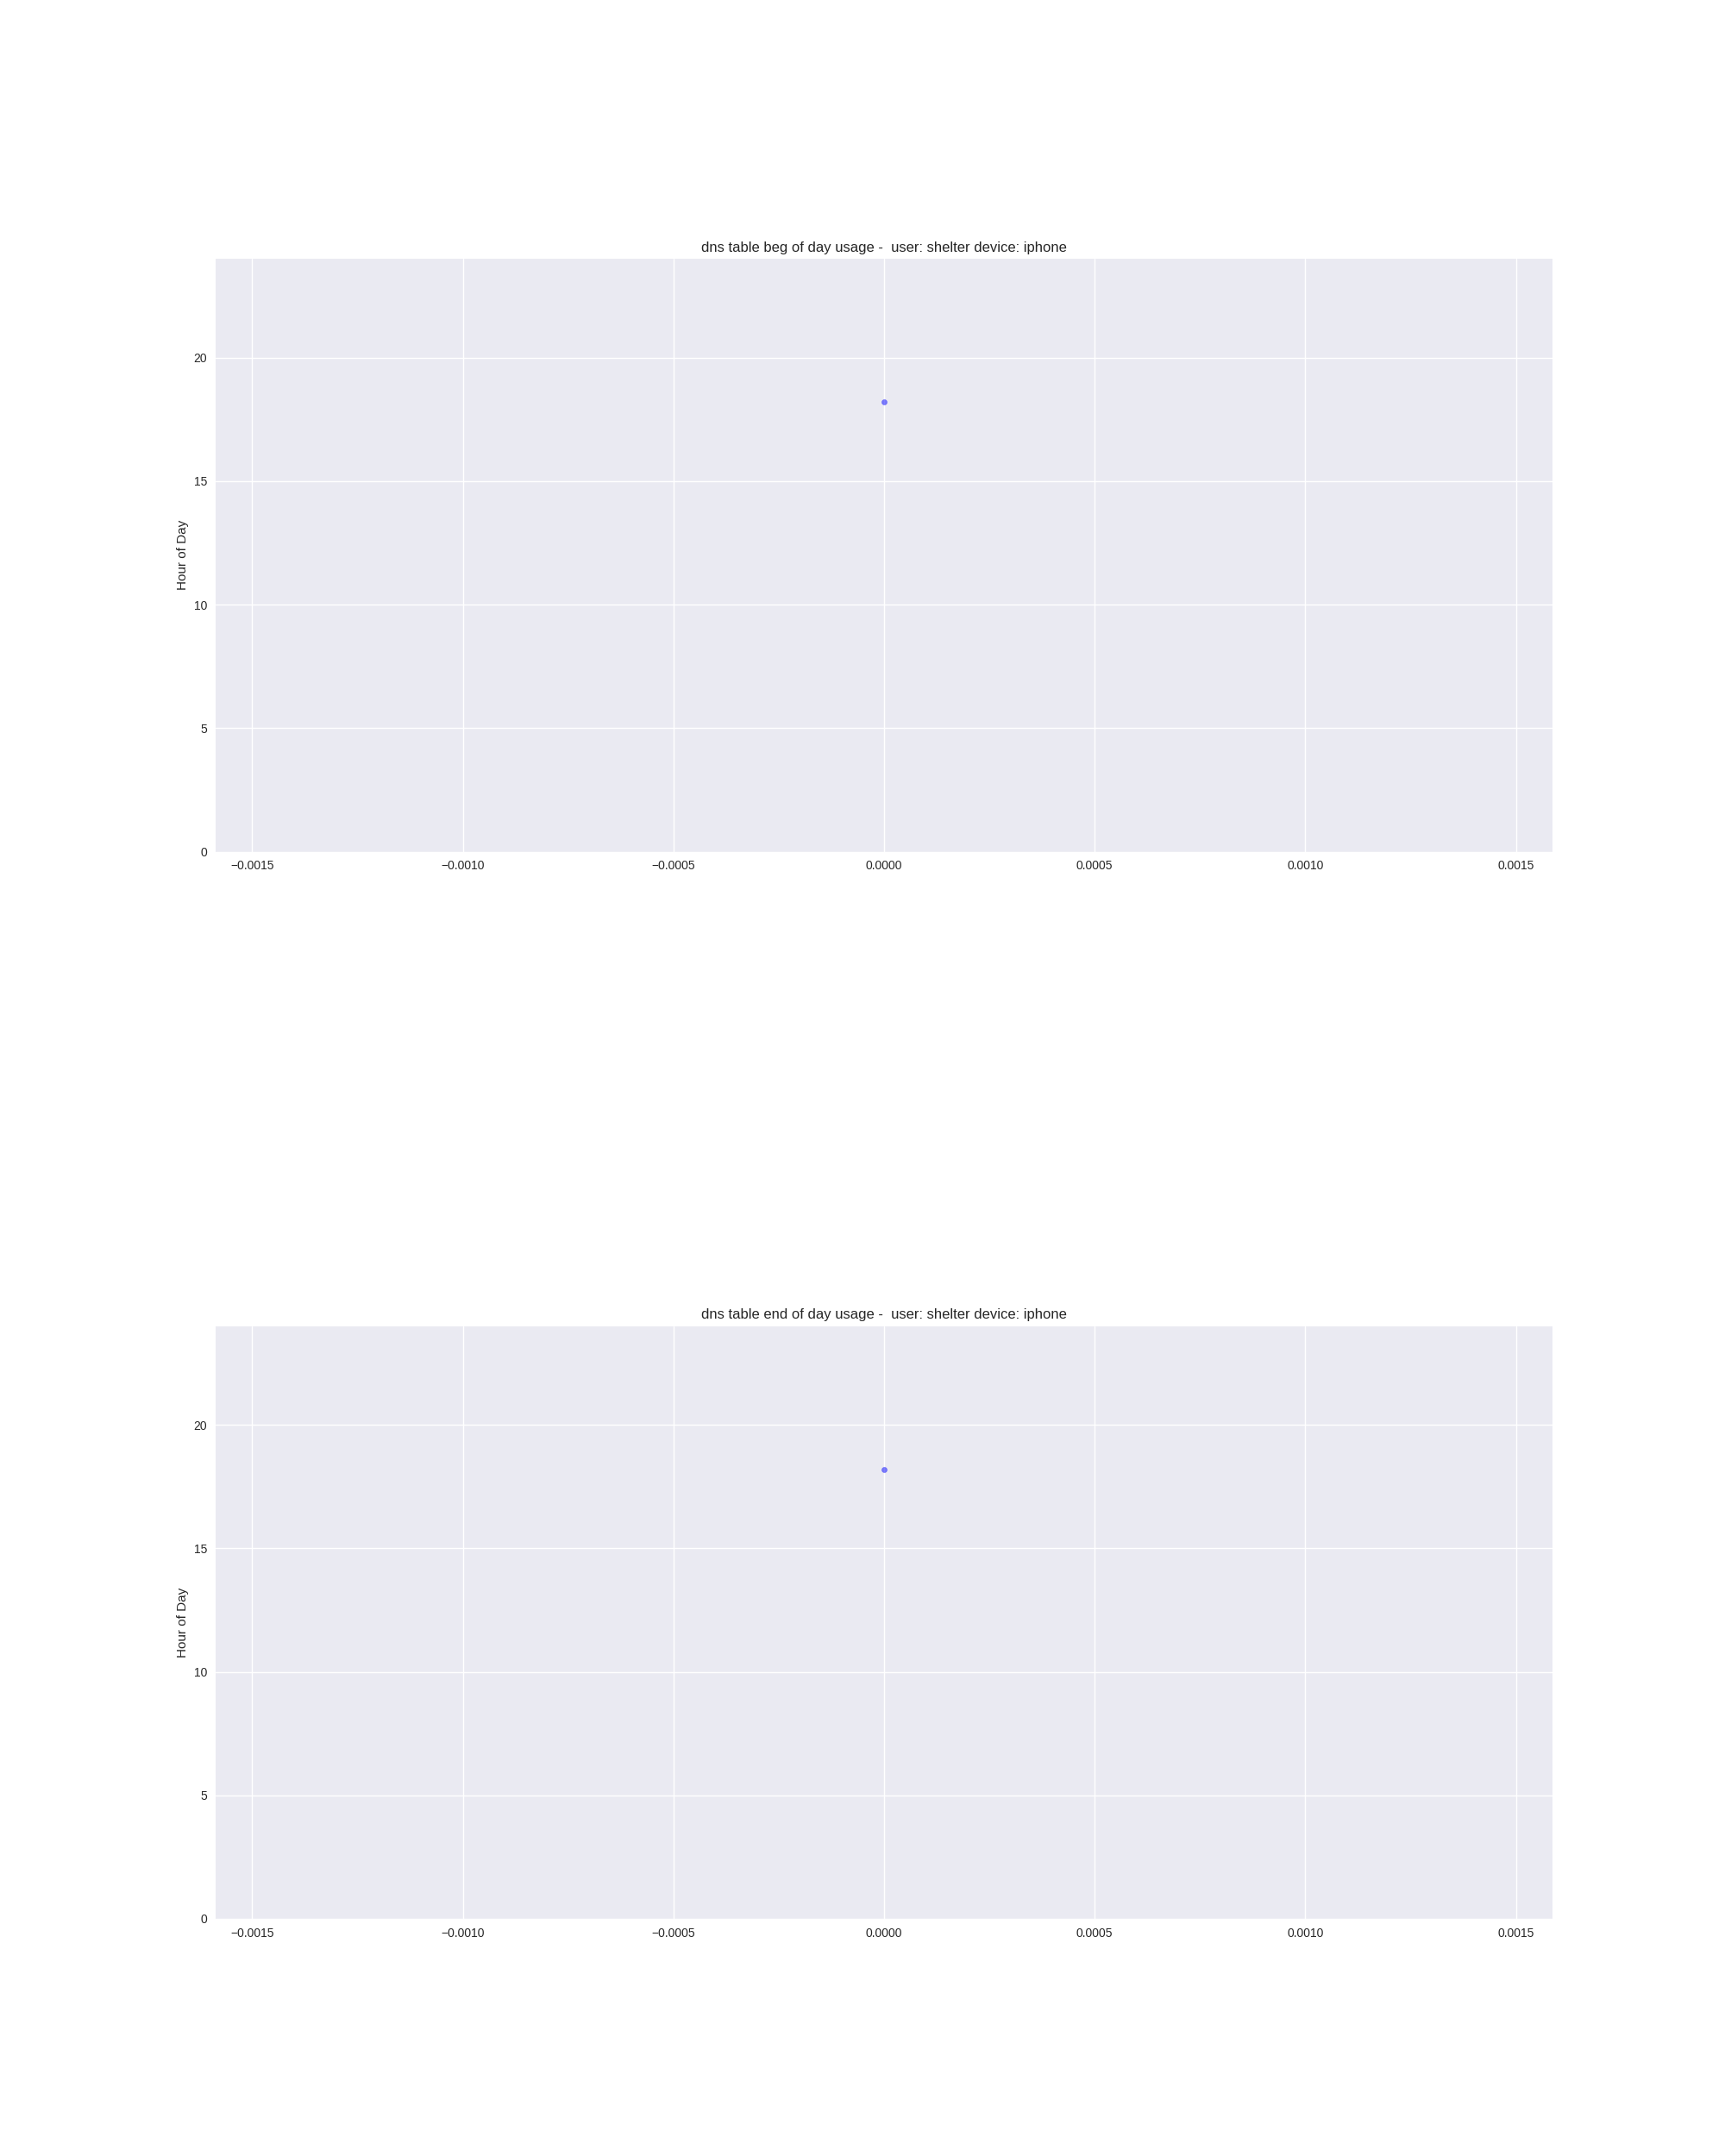 dns table beg of day usage -  user: shelter device: iphone
20
15
Hour of Day
10
5
0
−0.0015 −0.0010 −0.0005 0.0000 0.0005 0.0010 0.0015
dns table end of day usage -  user: shelter device: iphone
20
15
Hour of Day
10
5
0
−0.0015 −0.0010 −0.0005 0.0000 0.0005 0.0010 0.0015